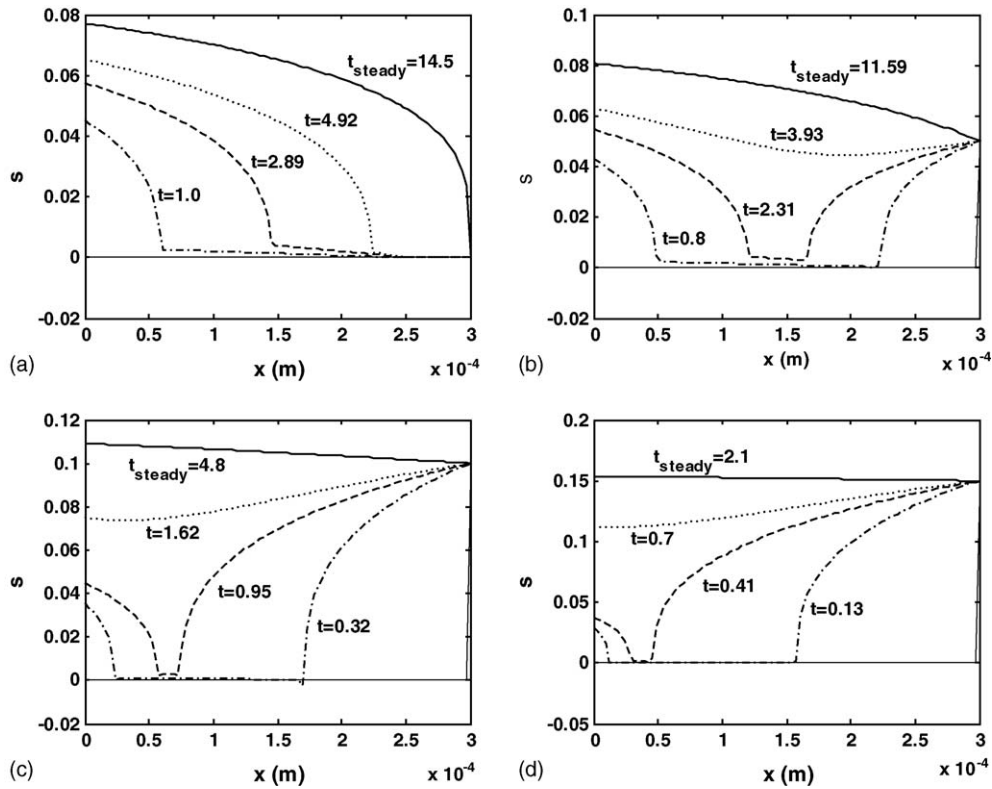 0.08
0.06
0.04
0.02
0
-0.02
s
t_steady=14.5
t=4.92
t=2.89
t=1.0
0
0.5
1
1.5
2
2.5
3
x (m)
x 10^-4
(a)
0.1
0.08
0.06
0.04
0.02
0
-0.02
s
t_steady=11.59
t=3.93
t=2.31
t=0.8
0
0.5
1
1.5
2
2.5
3
x (m)
x 10^-4
(b)
0.12
0.1
0.08
0.06
0.04
0.02
0
-0.02
s
t_steady=4.8
t=1.62
t=0.95
t=0.32
0
0.5
1
1.5
2
2.5
3
x (m)
x 10^-4
(c)
0.2
0.15
0.1
0.05
0
-0.05
s
t_steady=2.1
t=0.7
t=0.41
t=0.13
0
0.5
1
1.5
2
2.5
3
x (m)
x 10^-4
(d)